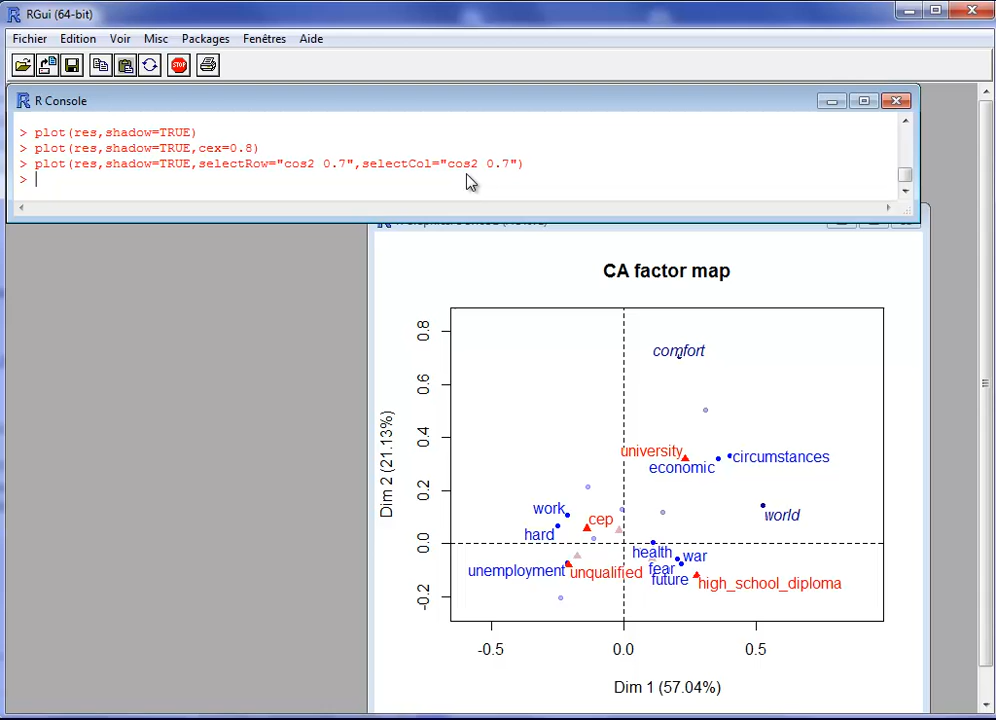 RGui (64-bit)
Fichier Edition Voir Misc Packages Fenêtres Aide
STOP
R Console
> plot(res,shadow=TRUE)
> plot(res,shadow=TRUE,cex=0.8)
> plot(res,shadow=TRUE,selectRow="cos2 0.7",selectCol="cos2 0.7")
>
CA factor map
comfort
university
economic
circumstances
work
cep
world
hard
health
war
unemployment
unqualified
fear
future
high_school_diploma
Dim 2 (21.13%)
0.8
0.6
0.4
0.2
0.0
-0.2
-0.5 0.0 0.5
Dim 1 (57.04%)